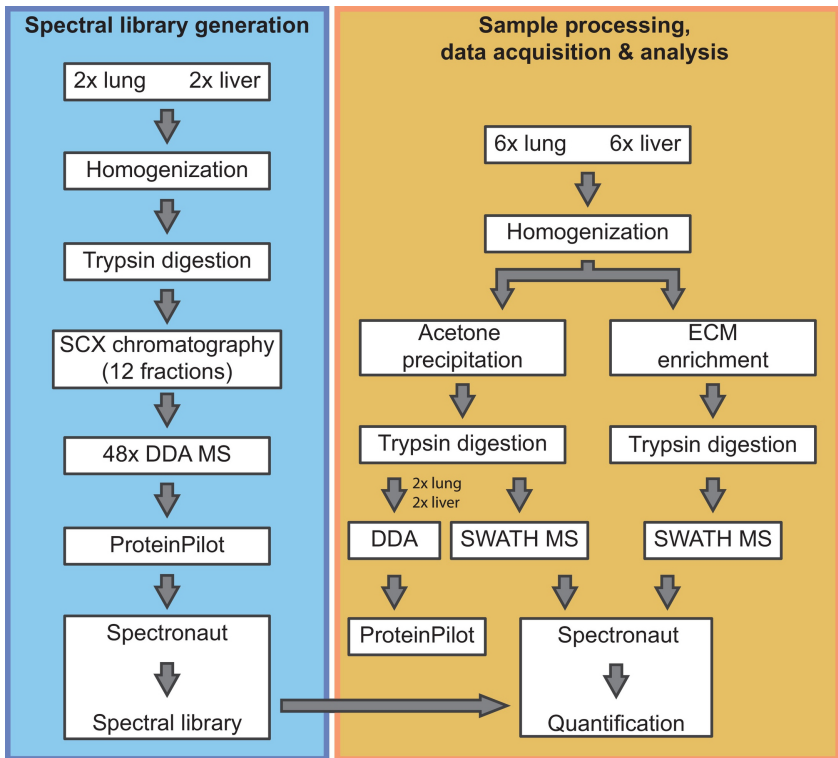 Spectral library generation
2x lung 2x liver
Homogenization
Trypsin digestion
SCX chromatography
(12 fractions)
48x DDA MS
ProteinPilot
Spectronaut
Spectral library
Sample processing,
data acquisition & analysis
6x lung 6x liver
Homogenization
Acetone
precipitation
ECM
enrichment
Trypsin digestion
Trypsin digestion
2x lung
2x liver
DDA
SWATH MS
SWATH MS
ProteinPilot
Spectronaut
Quantification